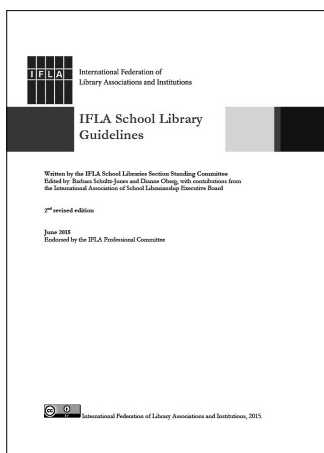 IFLA
International Federation of
Library Associations and Institutions
IFLA School Library
Guidelines
Written by the IFLA School Libraries Section Standing Committee
Edited by: Barbara Schultz-Jones and Dianne Oberg, with contributions from
the International Association of School Librarianship Executive Board
2nd revised edition
June 2015
Endorsed by the IFLA Professional Committee
International Federation of Library Associations and Institutions, 2015.